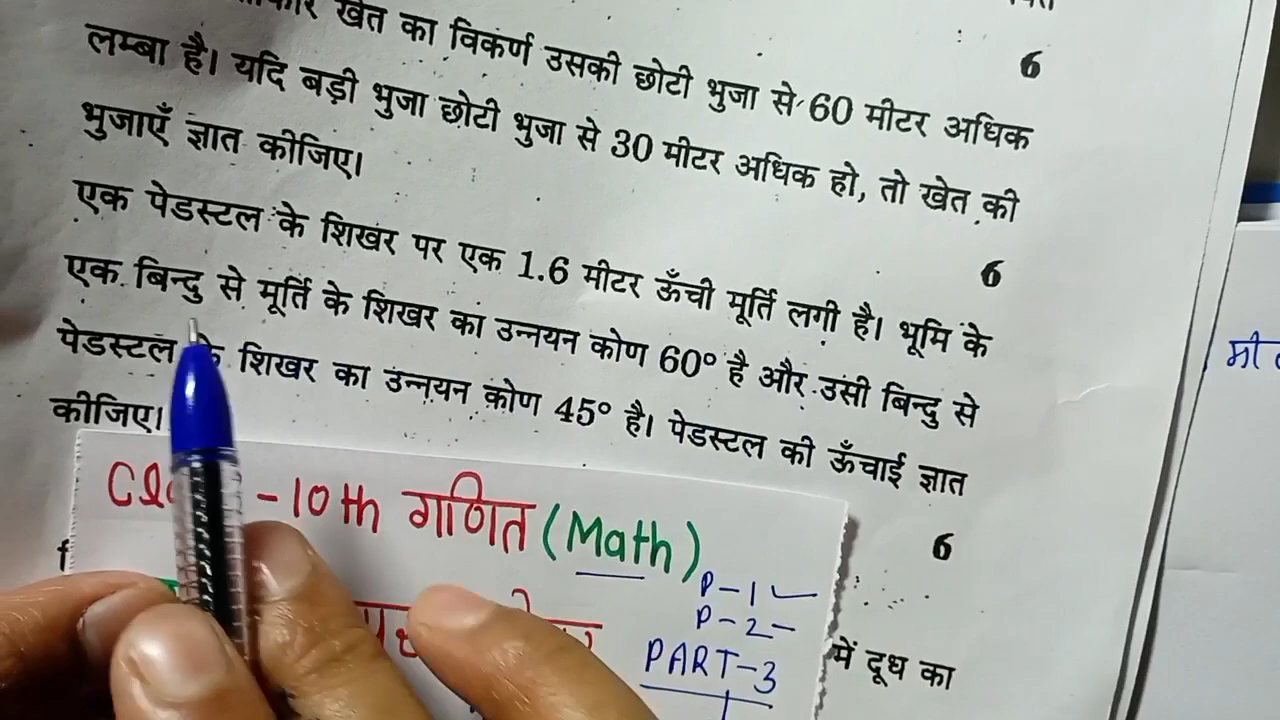 खेत का विकर्ण उसकी छोटी भुजा से 60 मीटर अधिक
लम्बा है। यदि बड़ी भुजा छोटी भुजा से 30 मीटर अधिक हो, तो खेत की
भुजाएँ ज्ञात कीजिए।
6
एक पेडस्टल के शिखर पर एक 1.6 मीटर ऊँची मूर्ति लगी है। भूमि के
एक बिन्दु से मूर्ति के शिखर का उन्नयन कोण 60° है और उसी बिन्दु से
पेडस्टल के शिखर का उन्नयन कोण 45° है। पेडस्टल की ऊँचाई ज्ञात
कीजिए।
6
6
-10th गणित (Math)
P-1
P-2-
PART-3
में दूध का